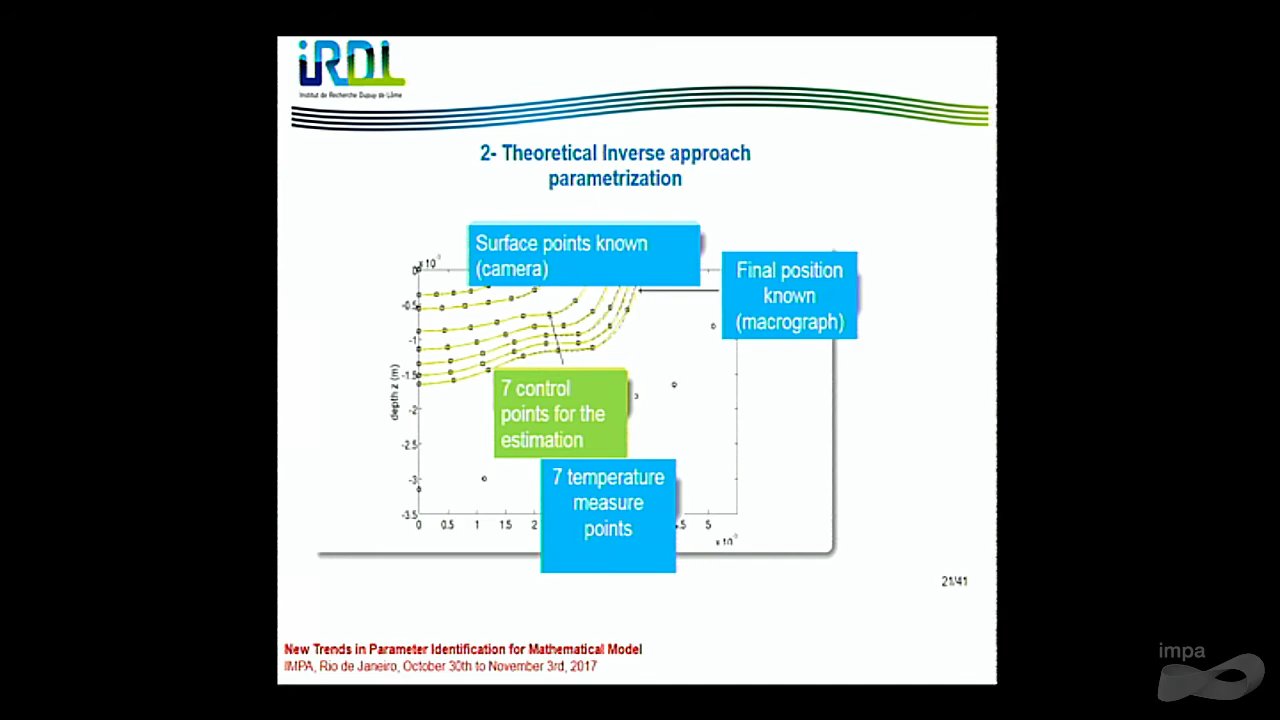 iRDL
Institut de Recherche Dupuy de Lôme
2- Theoretical Inverse approach
parametrization
Surface points known
(camera)
Final position
known
(macrograph)
0
-0.5
-1
-1.5
-2
-2.5
-3
-3.5
depth z (m)
7 control
points for the
estimation
7 temperature
measure
points
0 0.5 1 1.5 2 5
21/41
New Trends in Parameter Identification for Mathematical Model
IMPA, Rio de Janeiro, October 30th to November 3rd, 2017
impa